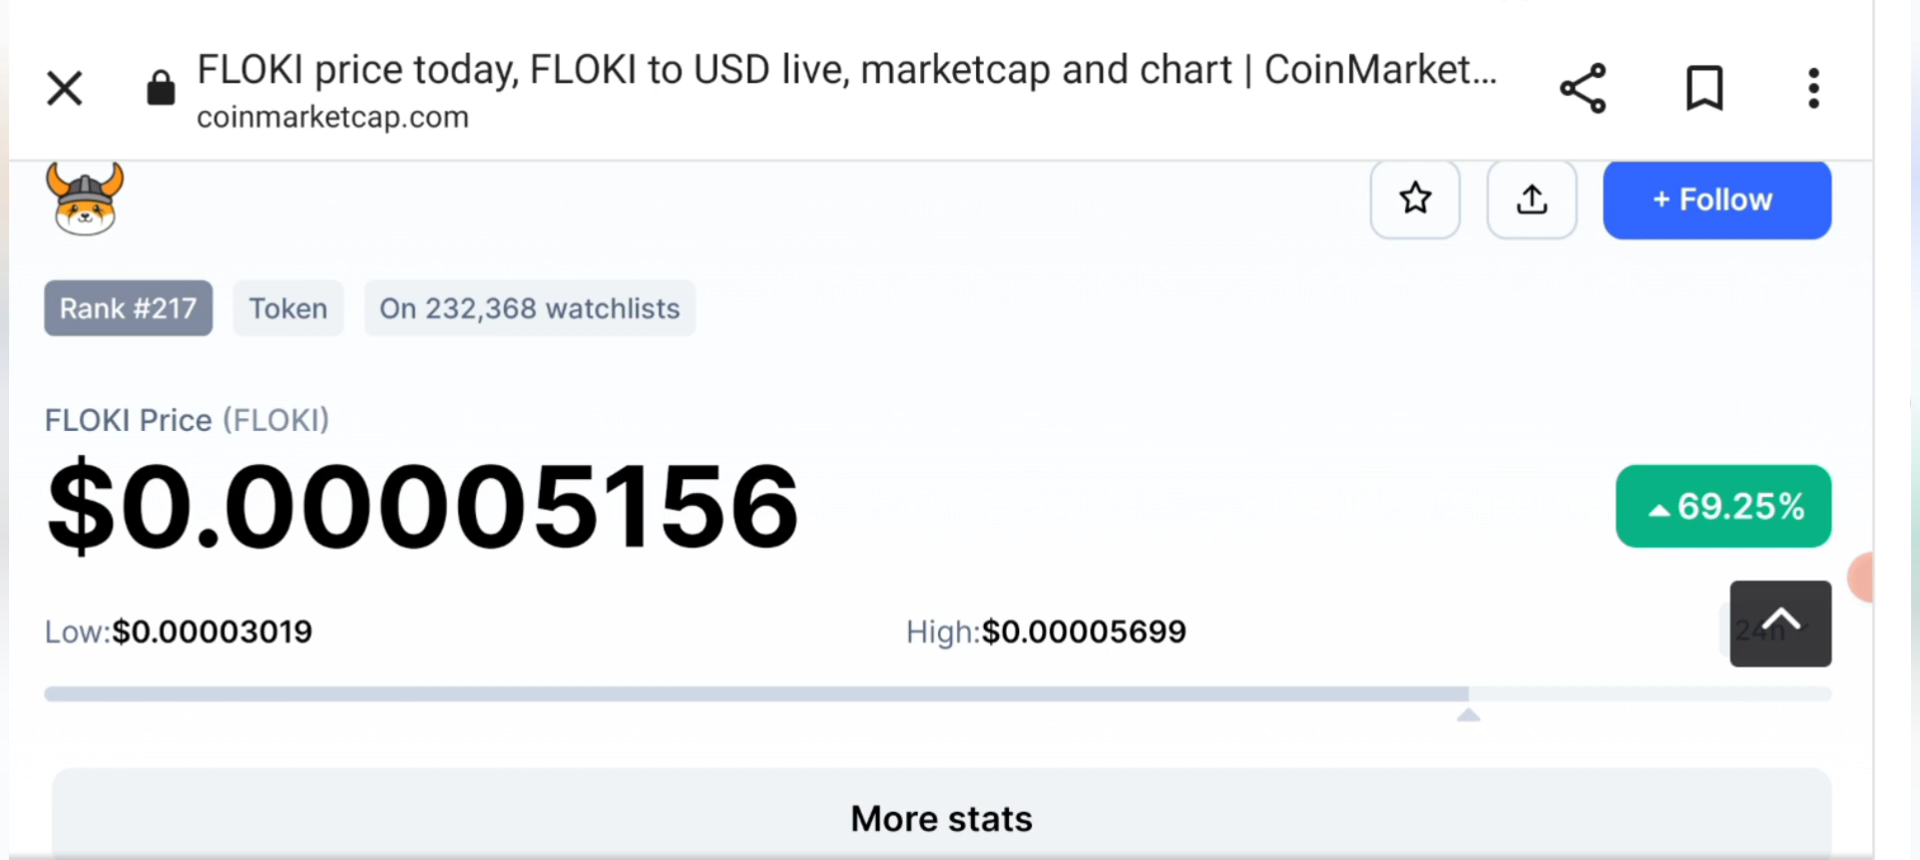 FLOKI price today, FLOKI to USD live, marketcap and chart | CoinMarket...
coinmarketcap.com
+ Follow
Rank #217 Token On 232,368 watchlists
FLOKI Price (FLOKI)
$0.00005156
69.25%
Low:$0.00003019 High:$0.00005699 24h
More stats